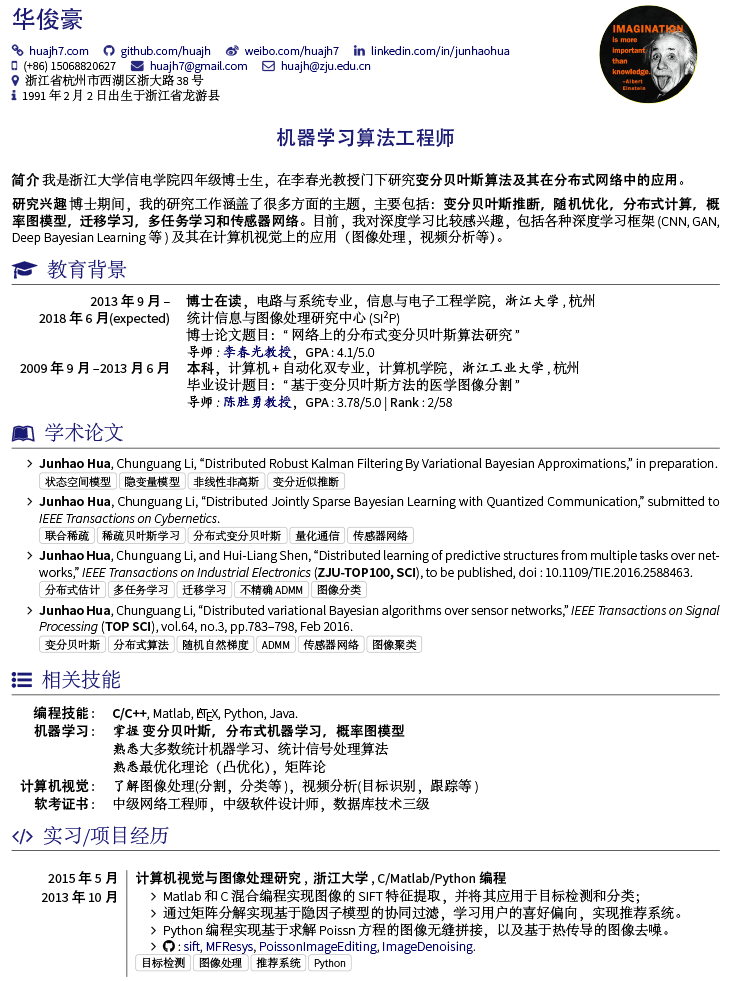 华俊豪
huajh7.com github.com/huajh weibo.com/huajh7 linkedin.com/in/junhaohua
(+86) 15068820627 huajh7@gmail.com huajh@zju.edu.cn
浙江省杭州市西湖区浙大路 38 号
1991 年 2 月 2 日出生于浙江省龙游县
IMAGINATION
is more
important
than
knowledge.
~Albert
Einstein
机器学习算法工程师
简介 我是浙江大学信电学院四年级博士生，在李春光教授门下研究变分贝叶斯算法及其在分布式网络中的应用。
研究兴趣 博士期间，我的研究工作涵盖了很多方面的主题，主要包括：变分贝叶斯推断，随机优化，分布式计算，概
率图模型，迁移学习，多任务学习和传感器网络。目前，我对深度学习比较感兴趣，包括各种深度学习框架 (CNN, GAN,
Deep Bayesian Learning 等 ) 及其在计算机视觉上的应用（图像处理，视频分析等）。
教育背景
2013 年 9 月 – 博士在读，电路与系统专业，信息与电子工程学院，浙江大学 , 杭州
2018 年 6 月(expected) 统计信息与图像处理研究中心 (SI²P)
博士论文题目：“ 网络上的分布式变分贝叶斯算法研究 ”
导师 : 李春光教授，GPA : 4.1/5.0
2009 年 9 月 –2013 月 6 月 本科，计算机 + 自动化双专业，计算机学院，浙江工业大学 , 杭州
毕业设计题目：“ 基于变分贝叶斯方法的医学图像分割 ”
导师 : 陈胜勇教授，GPA : 3.78/5.0 | Rank : 2/58
学术论文
Junhao Hua, Chunguang Li, “Distributed Robust Kalman Filtering By Variational Bayesian Approximations,” in preparation.
状态空间模型 隐变量模型 非线性非高斯 变分近似推断
Junhao Hua, Chunguang Li, “Distributed Jointly Sparse Bayesian Learning with Quantized Communication,” submitted to
IEEE Transactions on Cybernetics.
联合稀疏 稀疏贝叶斯学习 分布式变分贝叶斯 量化通信 传感器网络
Junhao Hua, Chunguang Li, and Hui-Liang Shen, “Distributed learning of predictive structures from multiple tasks over net-
works,” IEEE Transactions on Industrial Electronics (ZJU-TOP100, SCI), to be published, doi : 10.1109/TIE.2016.2588463.
分布式估计 多任务学习 迁移学习 不精确 ADMM 图像分类
Junhao Hua, Chunguang Li, “Distributed variational Bayesian algorithms over sensor networks,” IEEE Transactions on Signal
Processing (TOP SCI), vol.64, no.3, pp.783–798, Feb 2016.
变分贝叶斯 分布式算法 随机自然梯度 ADMM 传感器网络 图像聚类
相关技能
编程技能： C/C++, Matlab, LATEX, Python, Java.
机器学习： 掌握 变分贝叶斯，分布式机器学习，概率图模型
熟悉大多数统计机器学习、统计信号处理算法
熟悉最优化理论（凸优化），矩阵论
计算机视觉： 了解图像处理(分割，分类等 )，视频分析(目标识别，跟踪等 )
软考证书： 中级网络工程师，中级软件设计师，数据库技术三级
实习/项目经历
2015 年 5 月 计算机视觉与图像处理研究 , 浙江大学 , C/Matlab/Python 编程
2013 年 10 月 Matlab 和 C 混合编程实现图像的 SIFT 特征提取，并将其应用于目标检测和分类；
通过矩阵分解实现基于隐因子模型的协同过滤，学习用户的喜好偏向，实现推荐系统。
Python 编程实现基于求解 Poissn 方程的图像无缝拼接，以及基于热传导的图像去噪。
: sift, MFResys, PoissonImageEditing, ImageDenoising.
目标检测 图像处理 推荐系统 Python